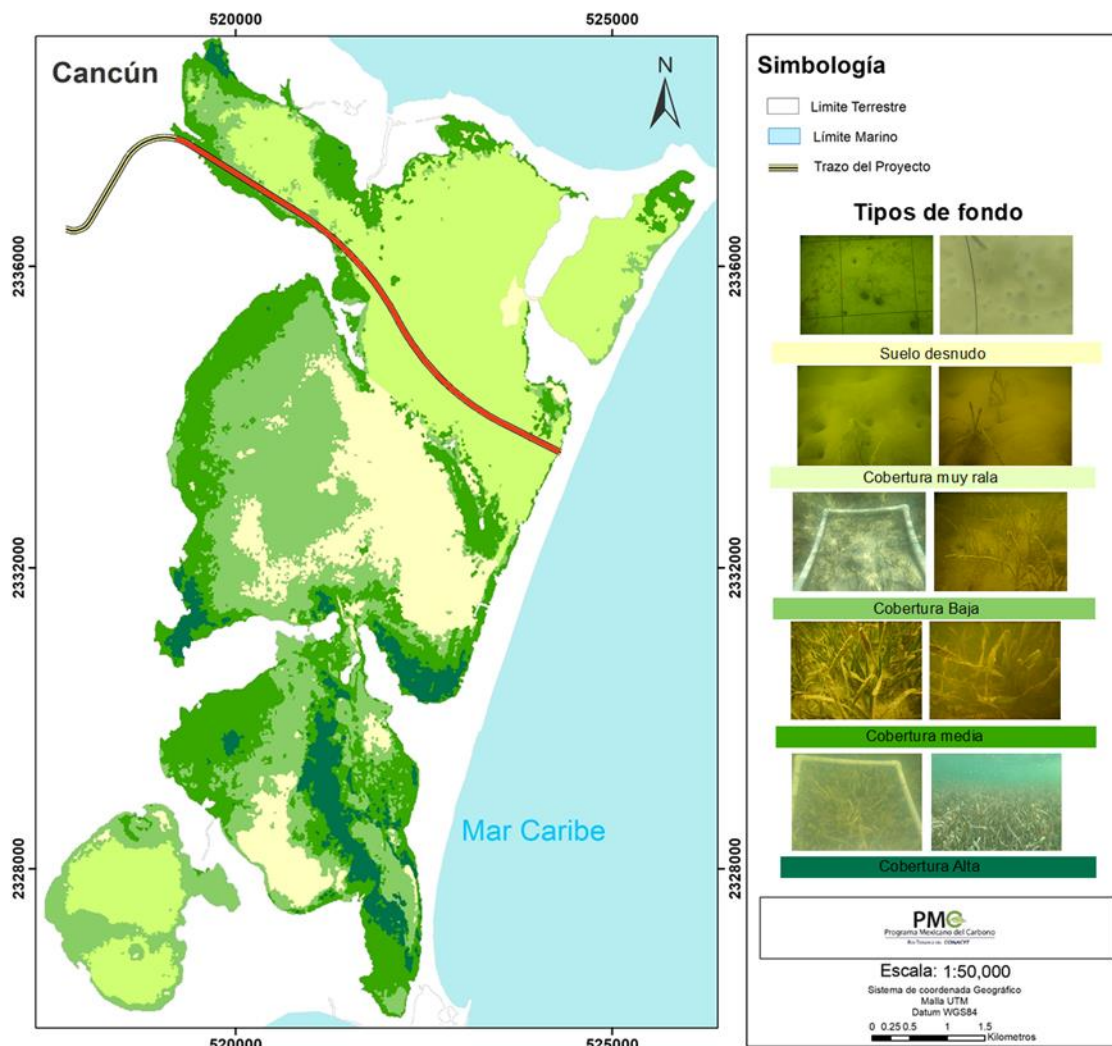 520000
525000
Cancún
N
2336000
2332000
2328000
2336000
2332000
2328000
Mar Caribe
520000
525000
Simbología
Limite Terrestre
Límite Marino
Trazo del Proyecto
Tipos de fondo
Suelo desnudo
Cobertura muy rala
Cobertura Baja
Cobertura media
Cobertura Alta
PMC
Programa Mexicano del Carbono
Escala: 1:50,000
Sistema de coordenada Geográfico
Malla UTM
Datum WGS84
0 0.25 0.5 1 1.5
Kilometros